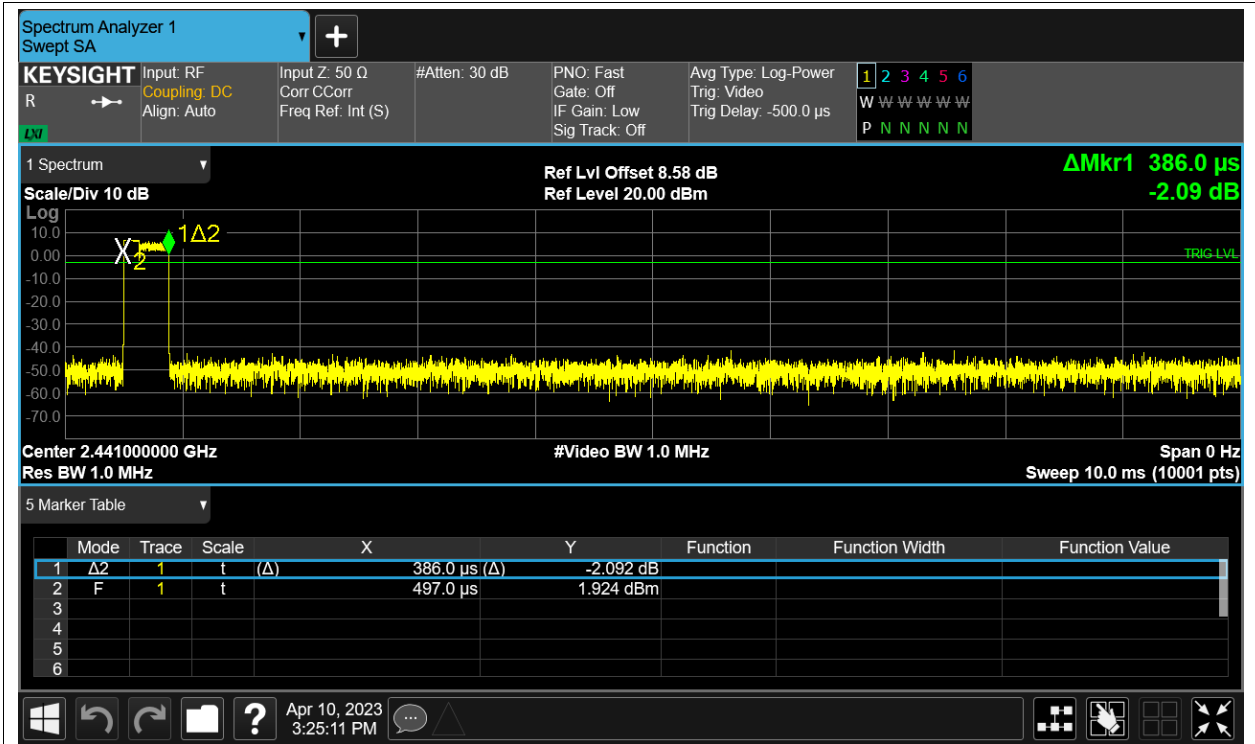 Spectrum Analyzer 1
Swept SA
+
KEYSIGHT
R
LXI
Input: RF
Coupling: DC
Align: Auto
Input Z: 50 Ω
Corr CCorr
Freq Ref: Int (S)
#Atten: 30 dB
PNO: Fast
Gate: Off
IF Gain: Low
Sig Track: Off
Avg Type: Log-Power
Trig: Video
Trig Delay: -500.0 µs
1 2 3 4 5 6
W W W W W W
P N N N N N
1 Spectrum
Scale/Div 10 dB
Ref Lvl Offset 8.58 dB
Ref Level 20.00 dBm
ΔMkr1 386.0 µs
-2.09 dB
Log
10.0
0.00
-10.0
-20.0
-30.0
-40.0
-50.0
-60.0
-70.0
X
2
1Δ2
TRIG LVL
Center 2.441000000 GHz
#Video BW 1.0 MHz
Span 0 Hz
Res BW 1.0 MHz
Sweep 10.0 ms (10001 pts)
5 Marker Table
Mode Trace Scale X Y Function Function Width Function Value
1 Δ2 1 t (Δ) 386.0 µs (Δ) -2.092 dB
2 F 1 t 497.0 µs 1.924 dBm
3
4
5
6
?
Apr 10, 2023
3:25:11 PM